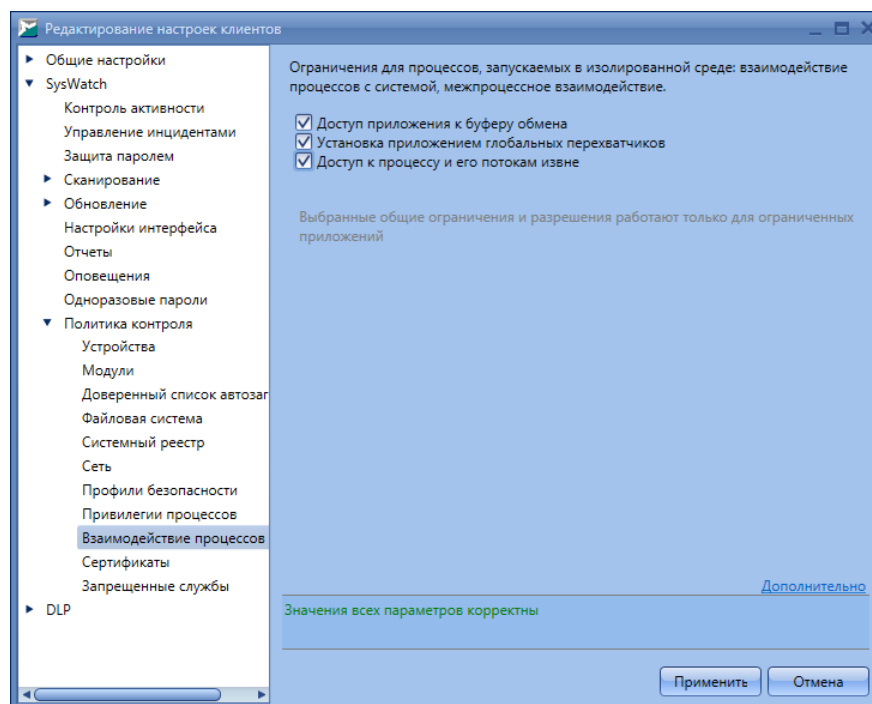 Редактирование настроек клиентов
Общие настройки
SysWatch
Контроль активности
Управление инцидентами
Защита паролем
Сканирование
Обновление
Настройки интерфейса
Отчеты
Оповещения
Одноразовые пароли
Политика контроля
Устройства
Модули
Доверенный список автозаг
Файловая система
Системный реестр
Сеть
Профили безопасности
Привилегии процессов
Взаимодействие процессов
Сертификаты
Запрещенные службы
DLP
Ограничения для процессов, запускаемых в изолированной среде: взаимодействие
процессов с системой, межпроцессное взаимодействие.
Доступ приложения к буферу обмена
Установка приложением глобальных перехватчиков
Доступ к процессу и его потокам извне
Выбранные общие ограничения и разрешения работают только для ограниченных
приложений
Дополнительно
Значения всех параметров корректны
Применить
Отмена